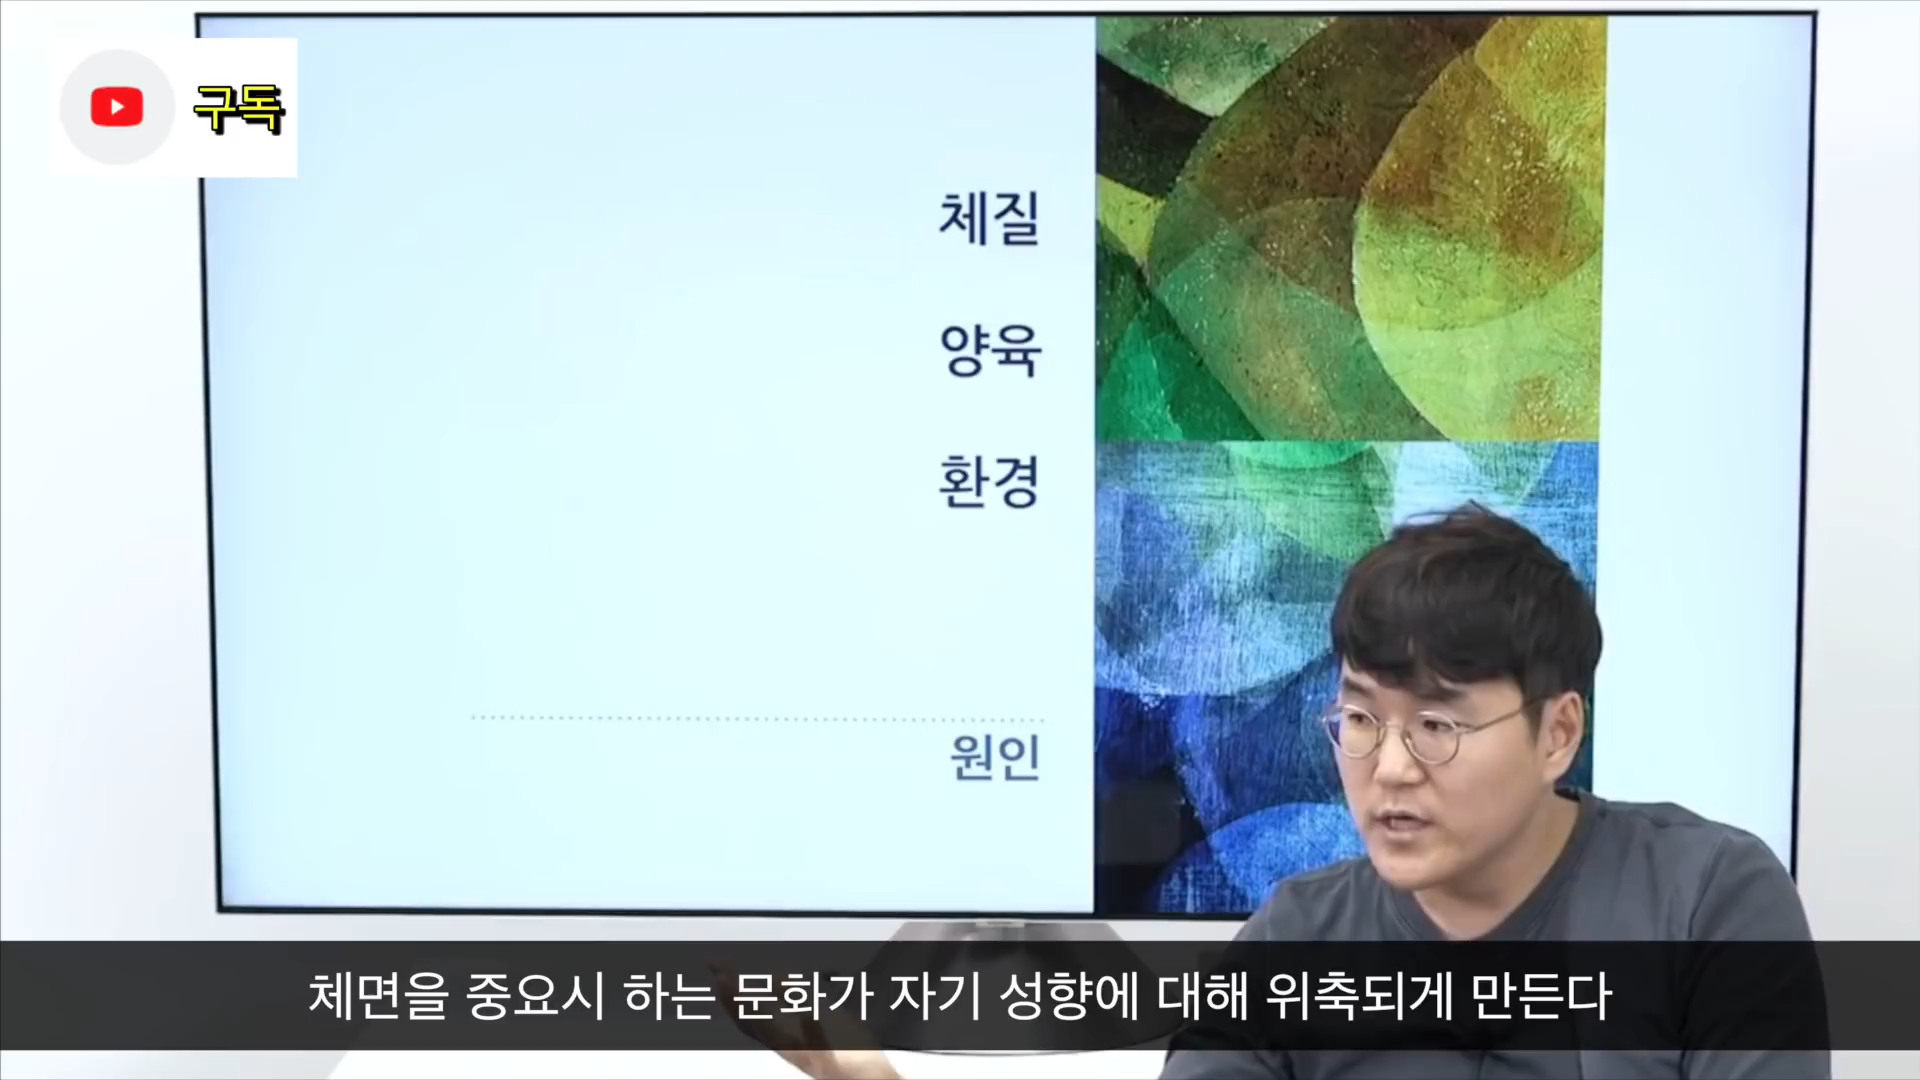 구독
체질
양육
환경
원인
체면을 중요시 하는 문화가 자기 성향에 대해 위축되게 만든다